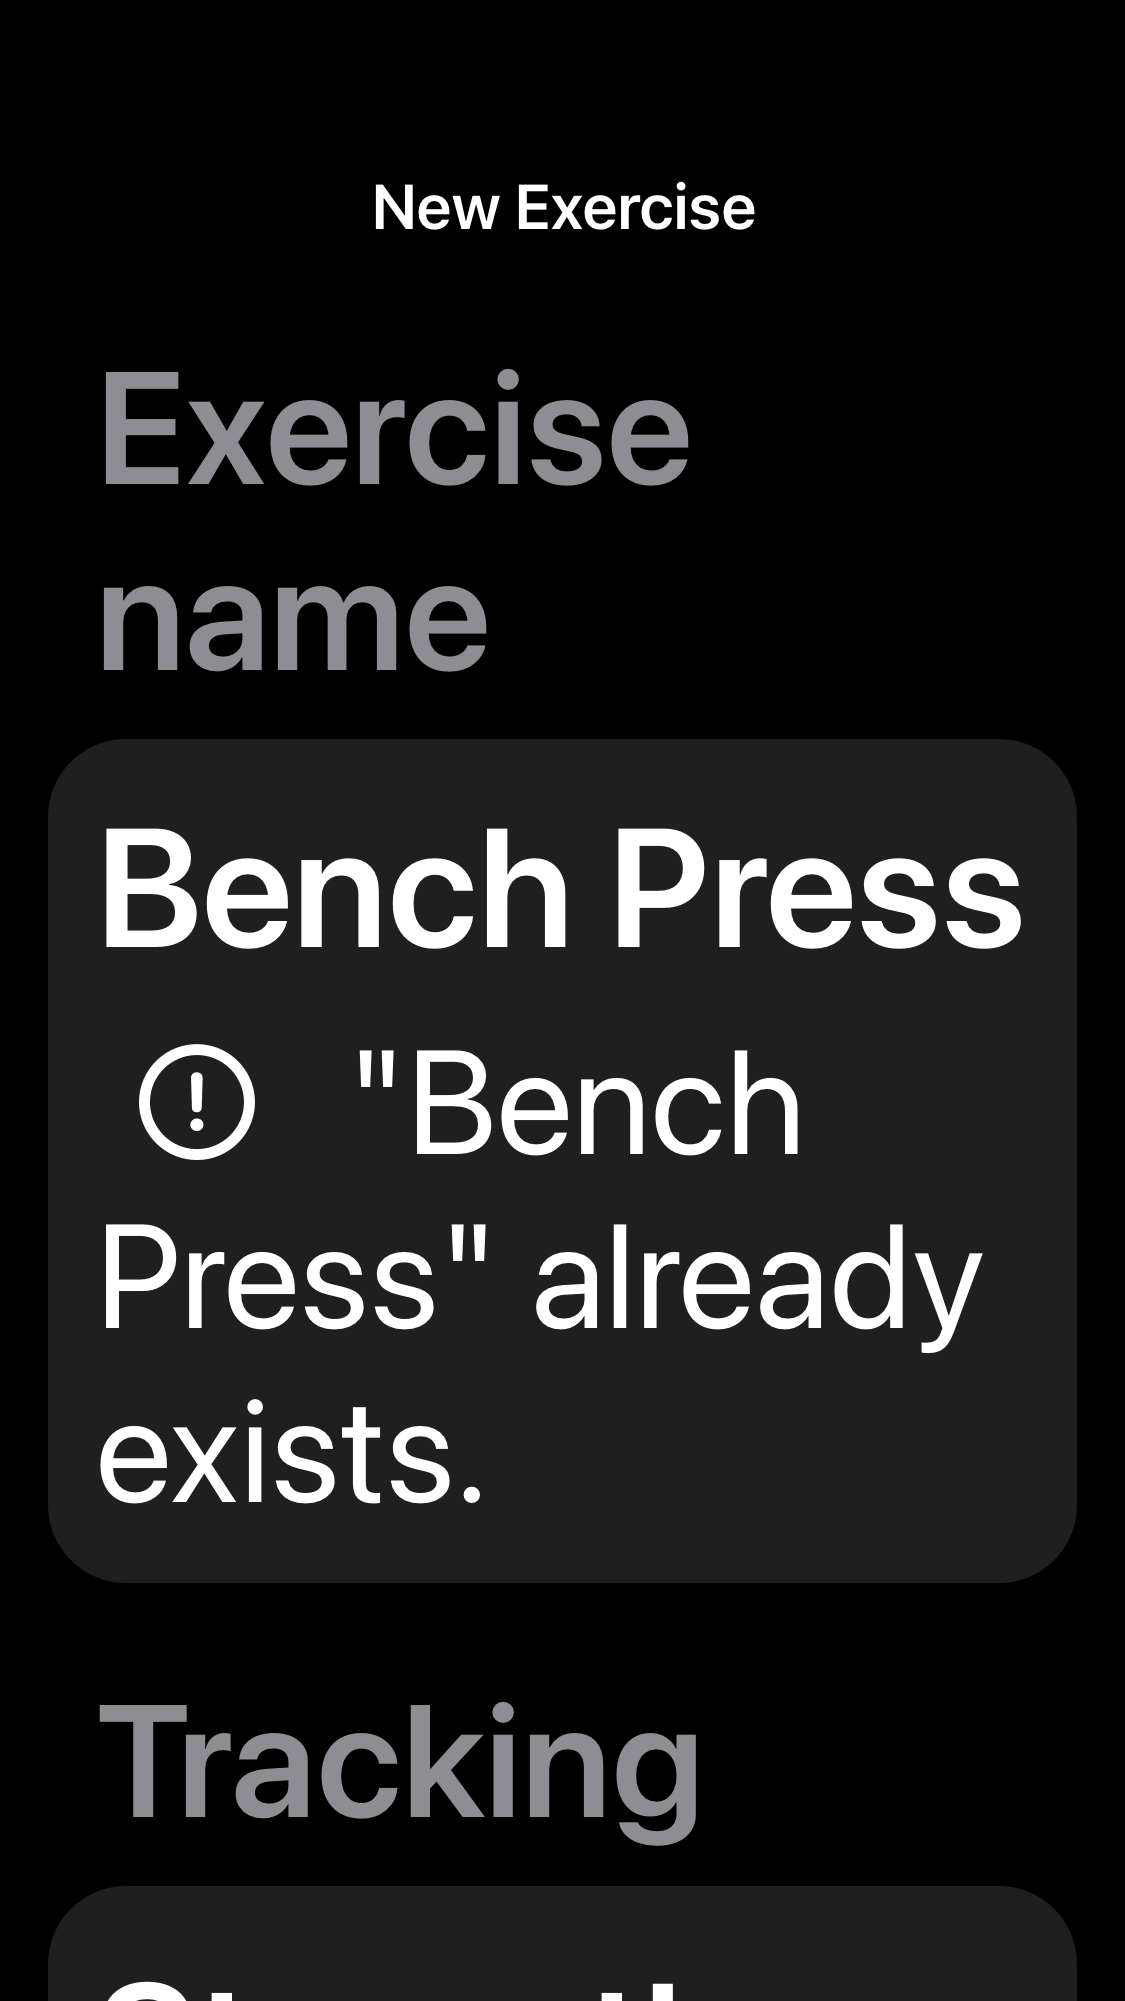 New Exercise
Exercise
name
Bench Press
"Bench
Press" already
exists.
Tracking